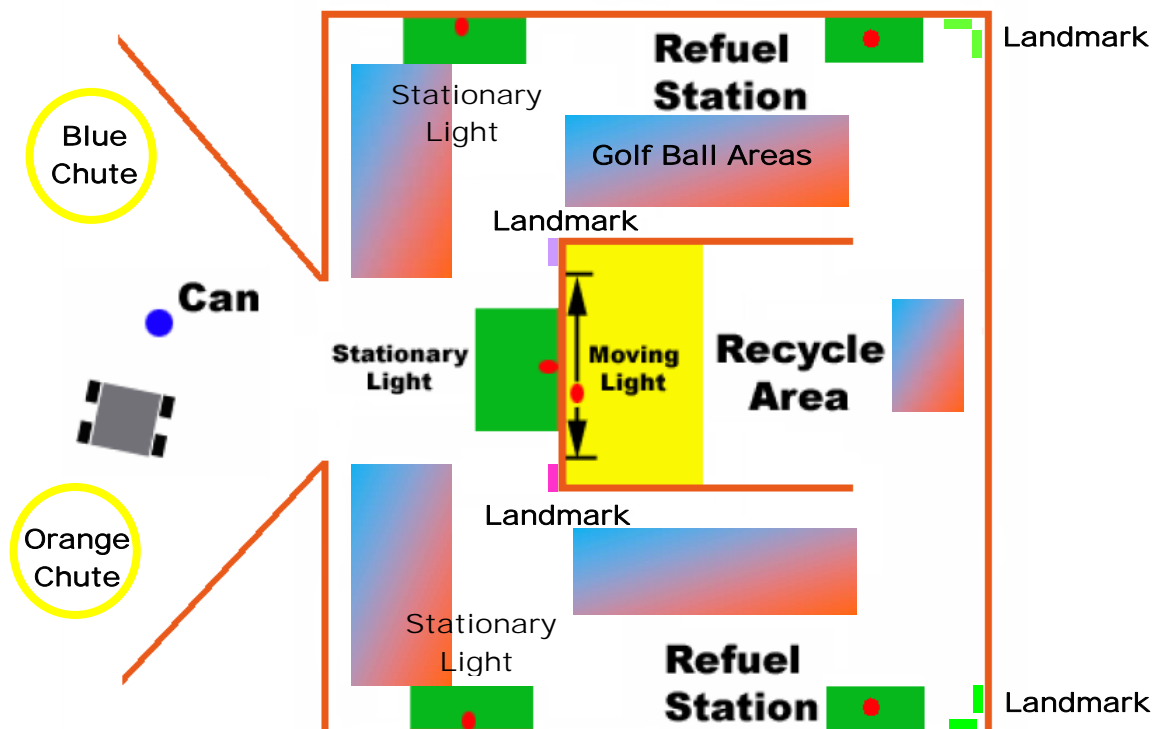 Landmark
Refuel
Station
Stationary
Light
Blue
Chute
Golf Ball Areas
Landmark
Can
Stationary
Light
Moving
Light
Recycle
Area
Landmark
Orange
Chute
Stationary
Light
Refuel
Station
Landmark